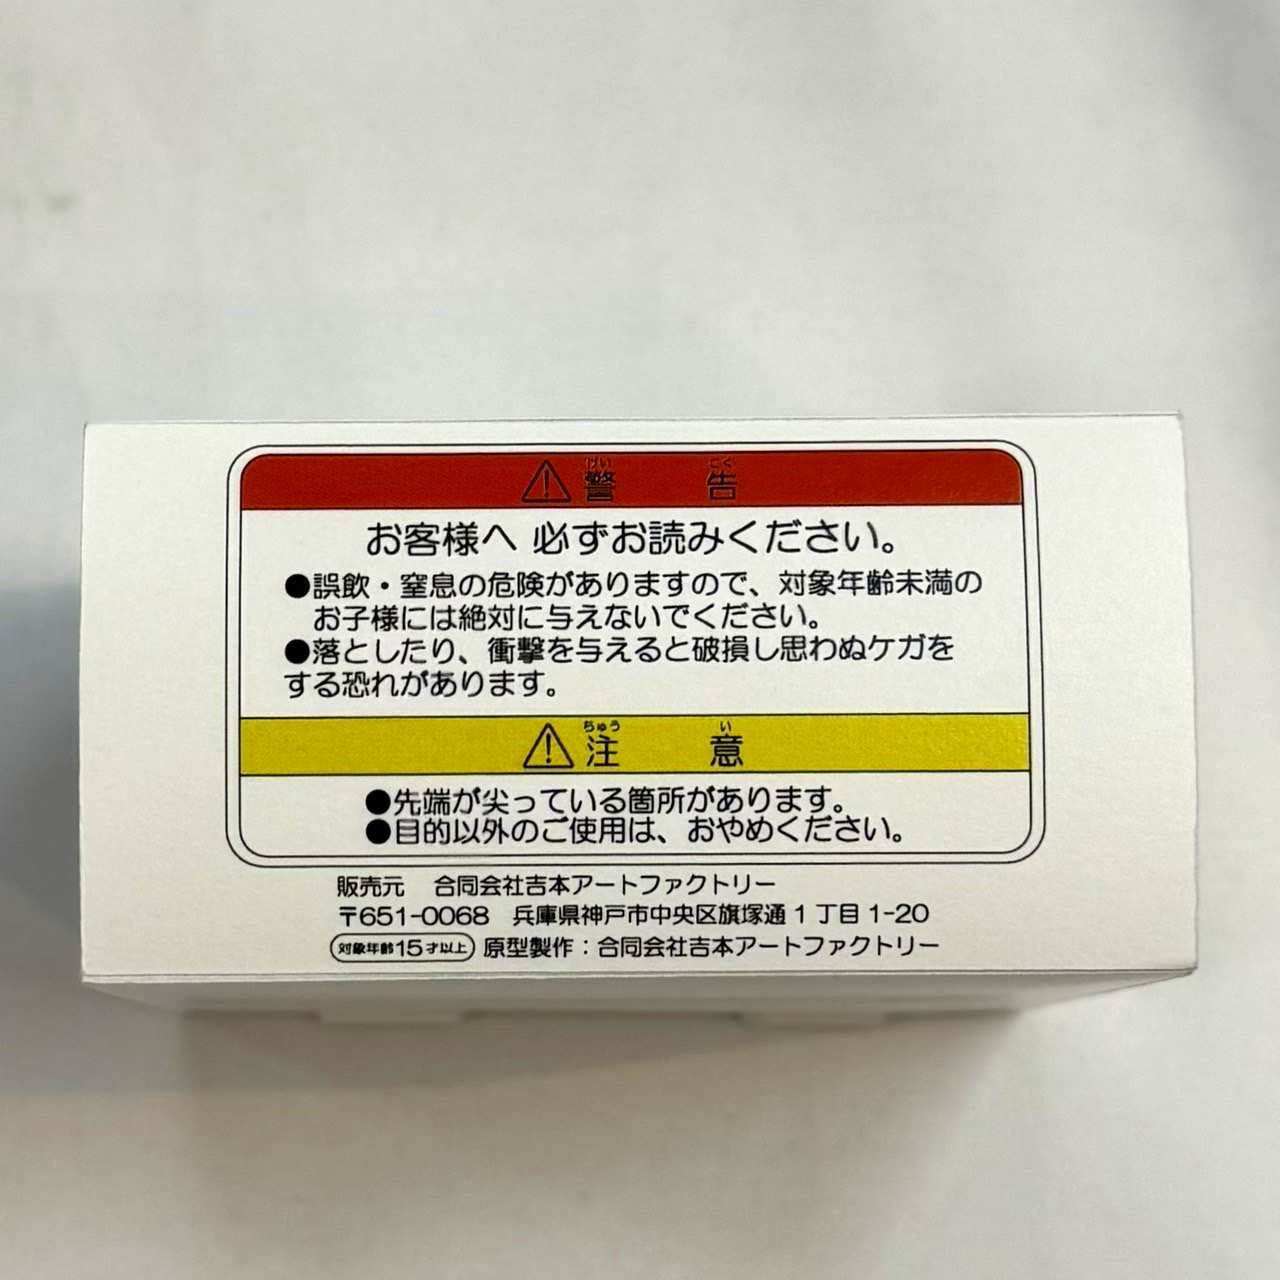 ⚠警告
お客様へ 必ずお読みください。
●誤飲・窒息の危険がありますので、対象年齢未満の
お子様には絶対に与えないでください。
●落としたり、衝撃を与えると破損し思わぬケガを
する恐れがあります。
⚠注意
●先端が尖っている箇所があります。
●目的以外のご使用は、おやめください。
販売元 合同会社吉本アートファクトリー
〒651-0068 兵庫県神戸市中央区旗塚通1丁目1-20
対象年齢15才以上 原型製作：合同会社吉本アートファクトリー